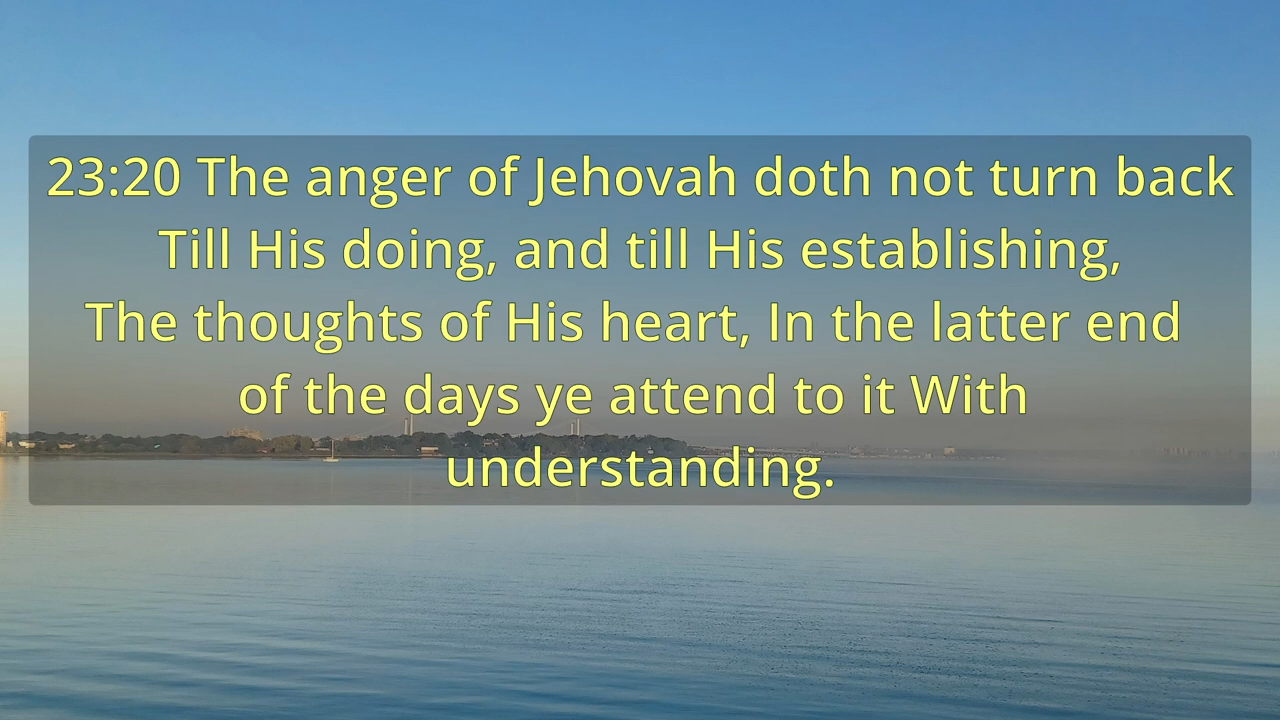 23:20 The anger of Jehovah doth not turn back
Till His doing, and till His establishing,
The thoughts of His heart, In the latter end
of the days ye attend to it With
understanding.